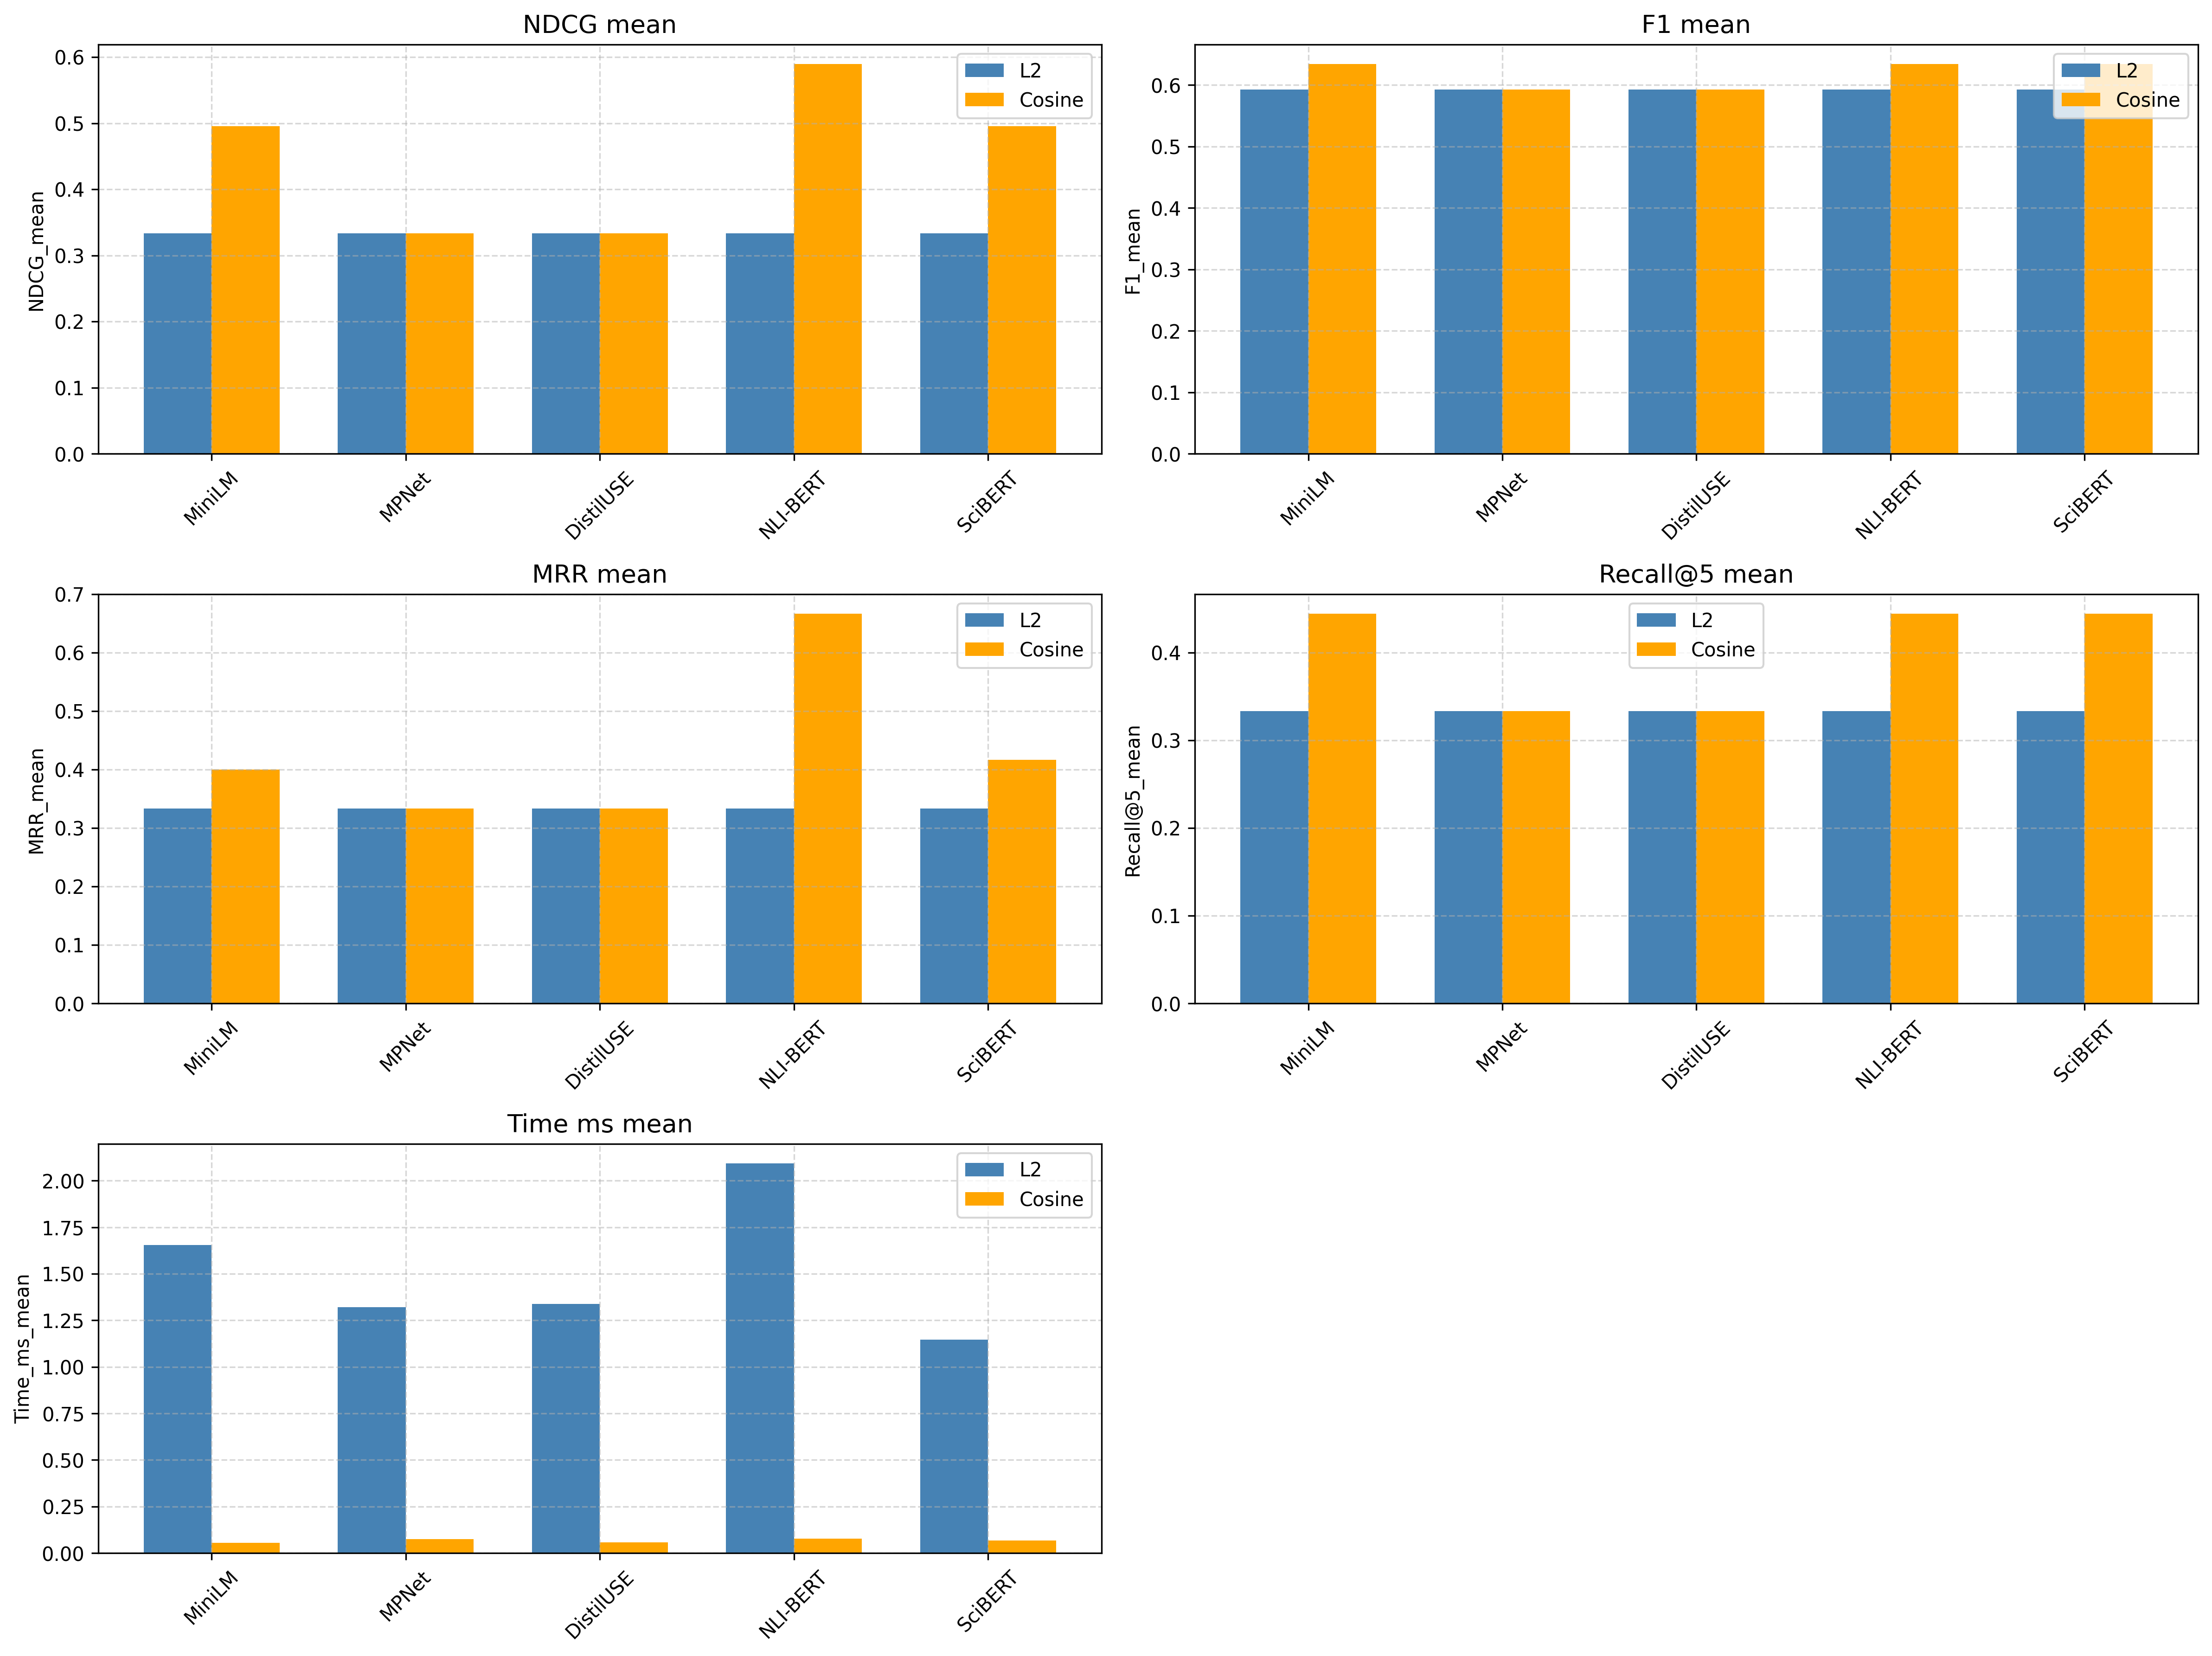 NDCG mean
NDCG_mean
0.6
0.5
0.4
0.3
0.2
0.1
0.0
L2
Cosine
MiniLM
MPNet
DistilUSE
NLI-BERT
SciBERT
F1 mean
F1_mean
0.6
0.5
0.4
0.3
0.2
0.1
0.0
L2
Cosine
MiniLM
MPNet
DistilUSE
NLI-BERT
SciBERT
MRR mean
MRR_mean
0.7
0.6
0.5
0.4
0.3
0.2
0.1
0.0
L2
Cosine
MiniLM
MPNet
DistilUSE
NLI-BERT
SciBERT
Recall@5 mean
Recall@5_mean
0.4
0.3
0.2
0.1
0.0
L2
Cosine
MiniLM
MPNet
DistilUSE
NLI-BERT
SciBERT
Time ms mean
Time_ms_mean
2.00
1.75
1.50
1.25
1.00
0.75
0.50
0.25
0.00
L2
Cosine
MiniLM
MPNet
DistilUSE
NLI-BERT
SciBERT